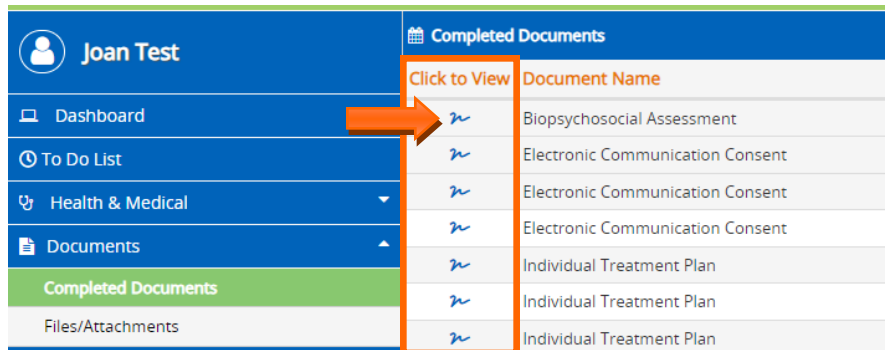 Joan Test
Dashboard
To Do List
Health & Medical
Documents
Completed Documents
Files/Attachments
Completed Documents
Click to View Document Name
Biopsychosocial Assessment
Electronic Communication Consent
Electronic Communication Consent
Electronic Communication Consent
Individual Treatment Plan
Individual Treatment Plan
Individual Treatment Plan